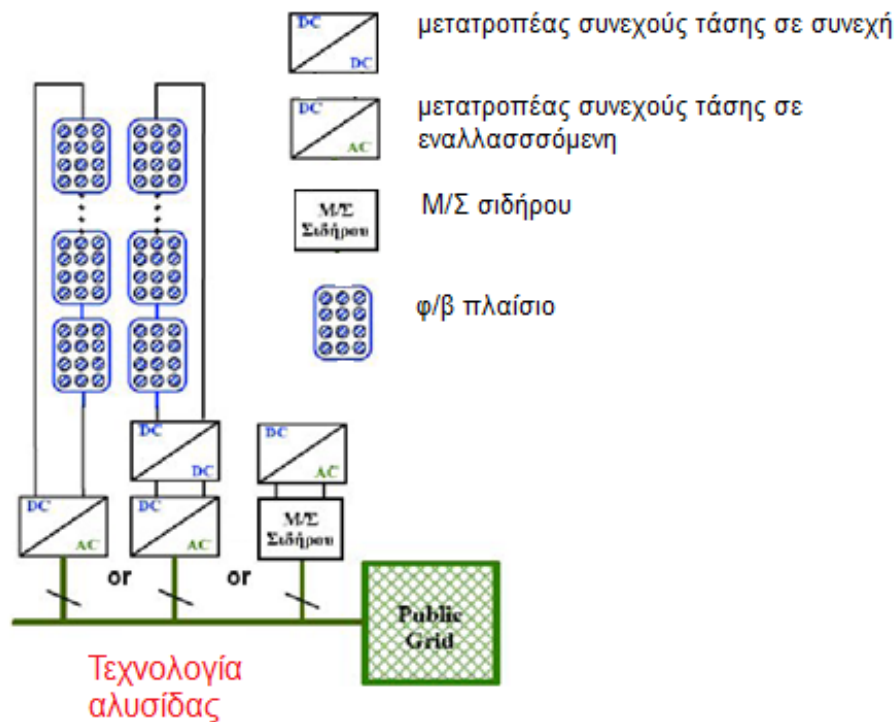 DC
DC
μετατροπέας συνεχούς τάσης σε συνεχή
DC
AC
μετατροπέας συνεχούς τάσης σε
εναλλασσσόμενη
Μ/Σ
Σιδήρου
Μ/Σ σιδήρου
φ/β πλαίσιο
DC
DC
DC
AC
DC
AC
DC
AC
Μ/Σ
Σιδήρου
or
or
Public
Grid
Τεχνολογία
αλυσίδας